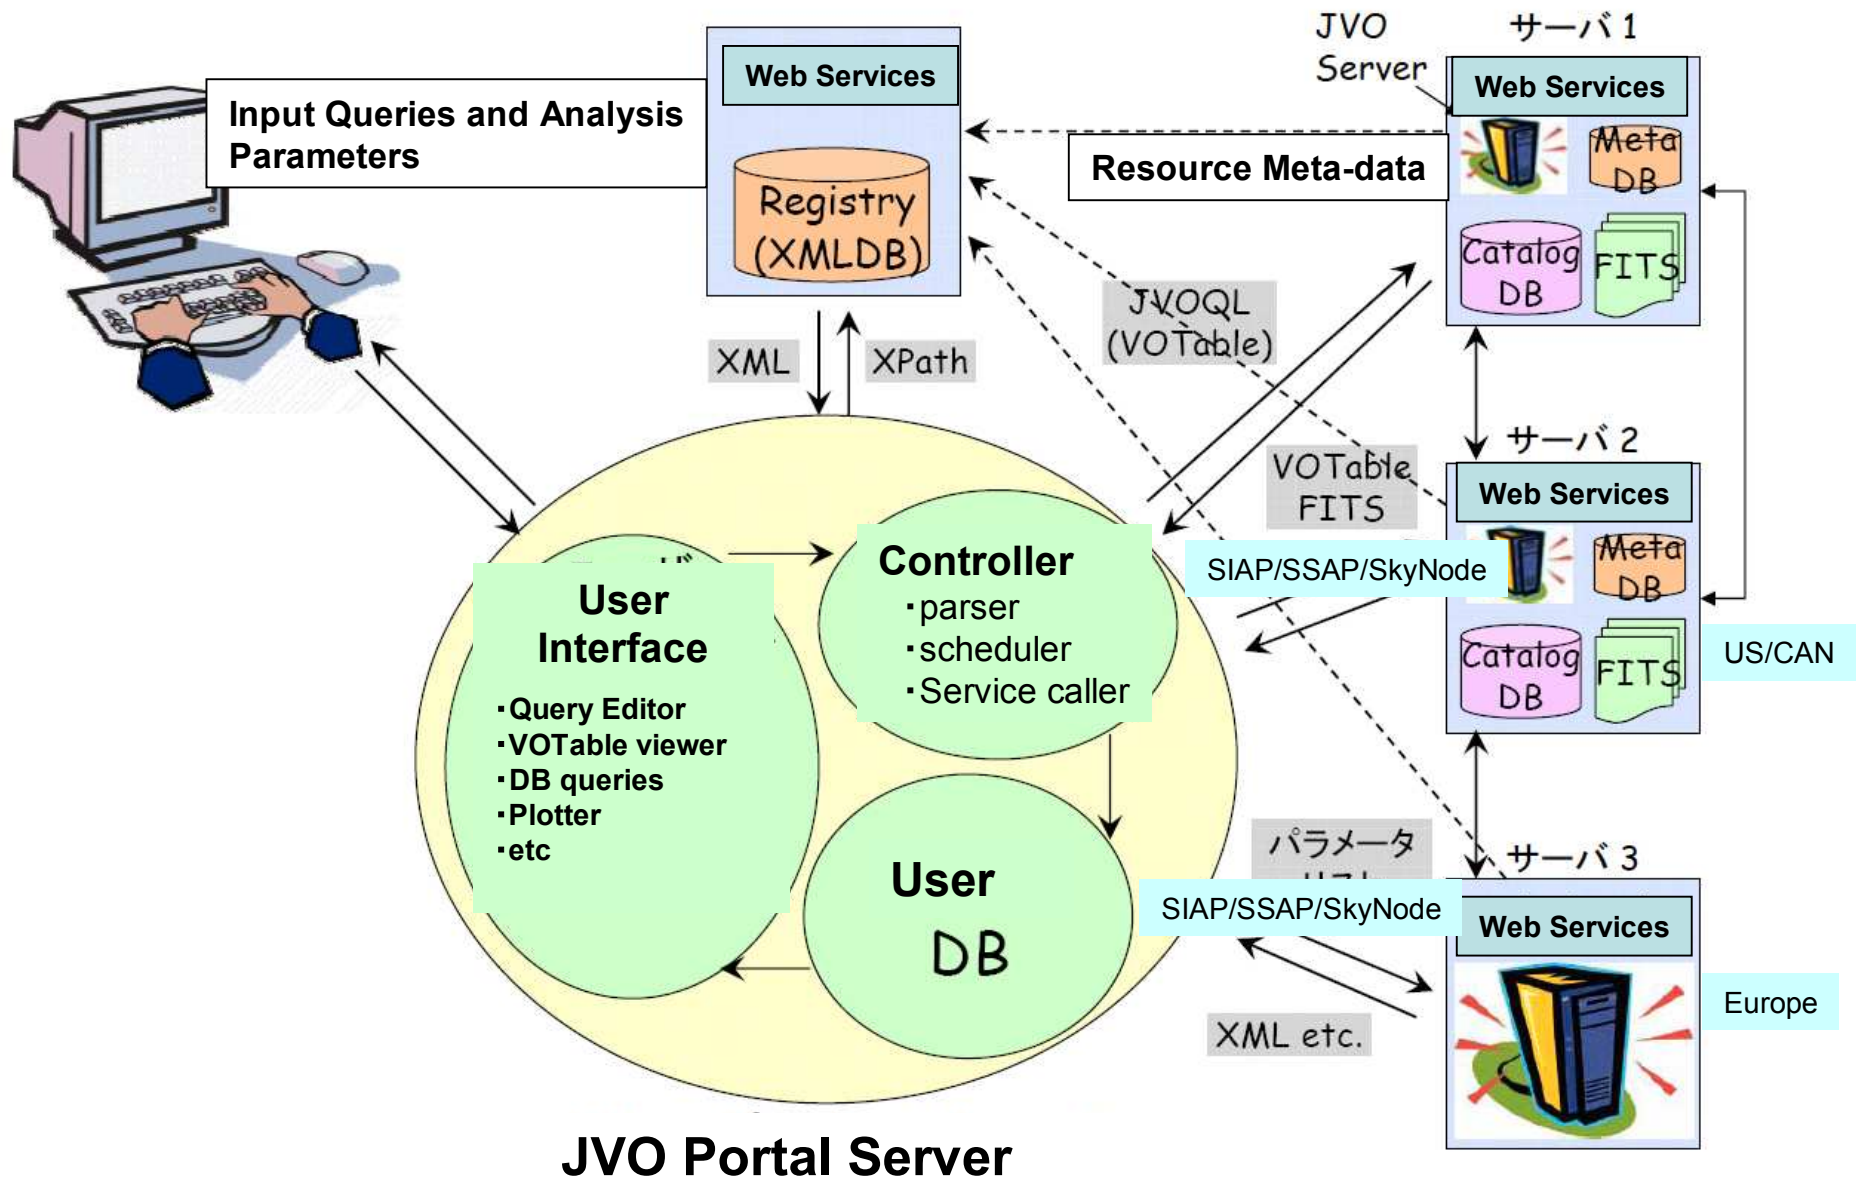 Input Queries and Analysis
Parameters
Web Services
Registry
(XMLDB)
JVO
Server
サーバ 1
Web Services
Meta
DB
Catalog
DB
FITS
Resource Meta-data
XML
XPath
JVOQL
(VOTable)
VOTable
FITS
サーバ 2
Web Services
Meta
DB
Catalog
DB
FITS
SIAP/SSAP/SkyNode
US/CAN
User
Interface
・Query Editor
・VOTable viewer
・DB queries
・Plotter
・etc
Controller
・parser
・scheduler
・Service caller
User
DB
パラメータ
SIAP/SSAP/SkyNode
XML etc.
サーバ 3
Web Services
Europe
JVO Portal Server